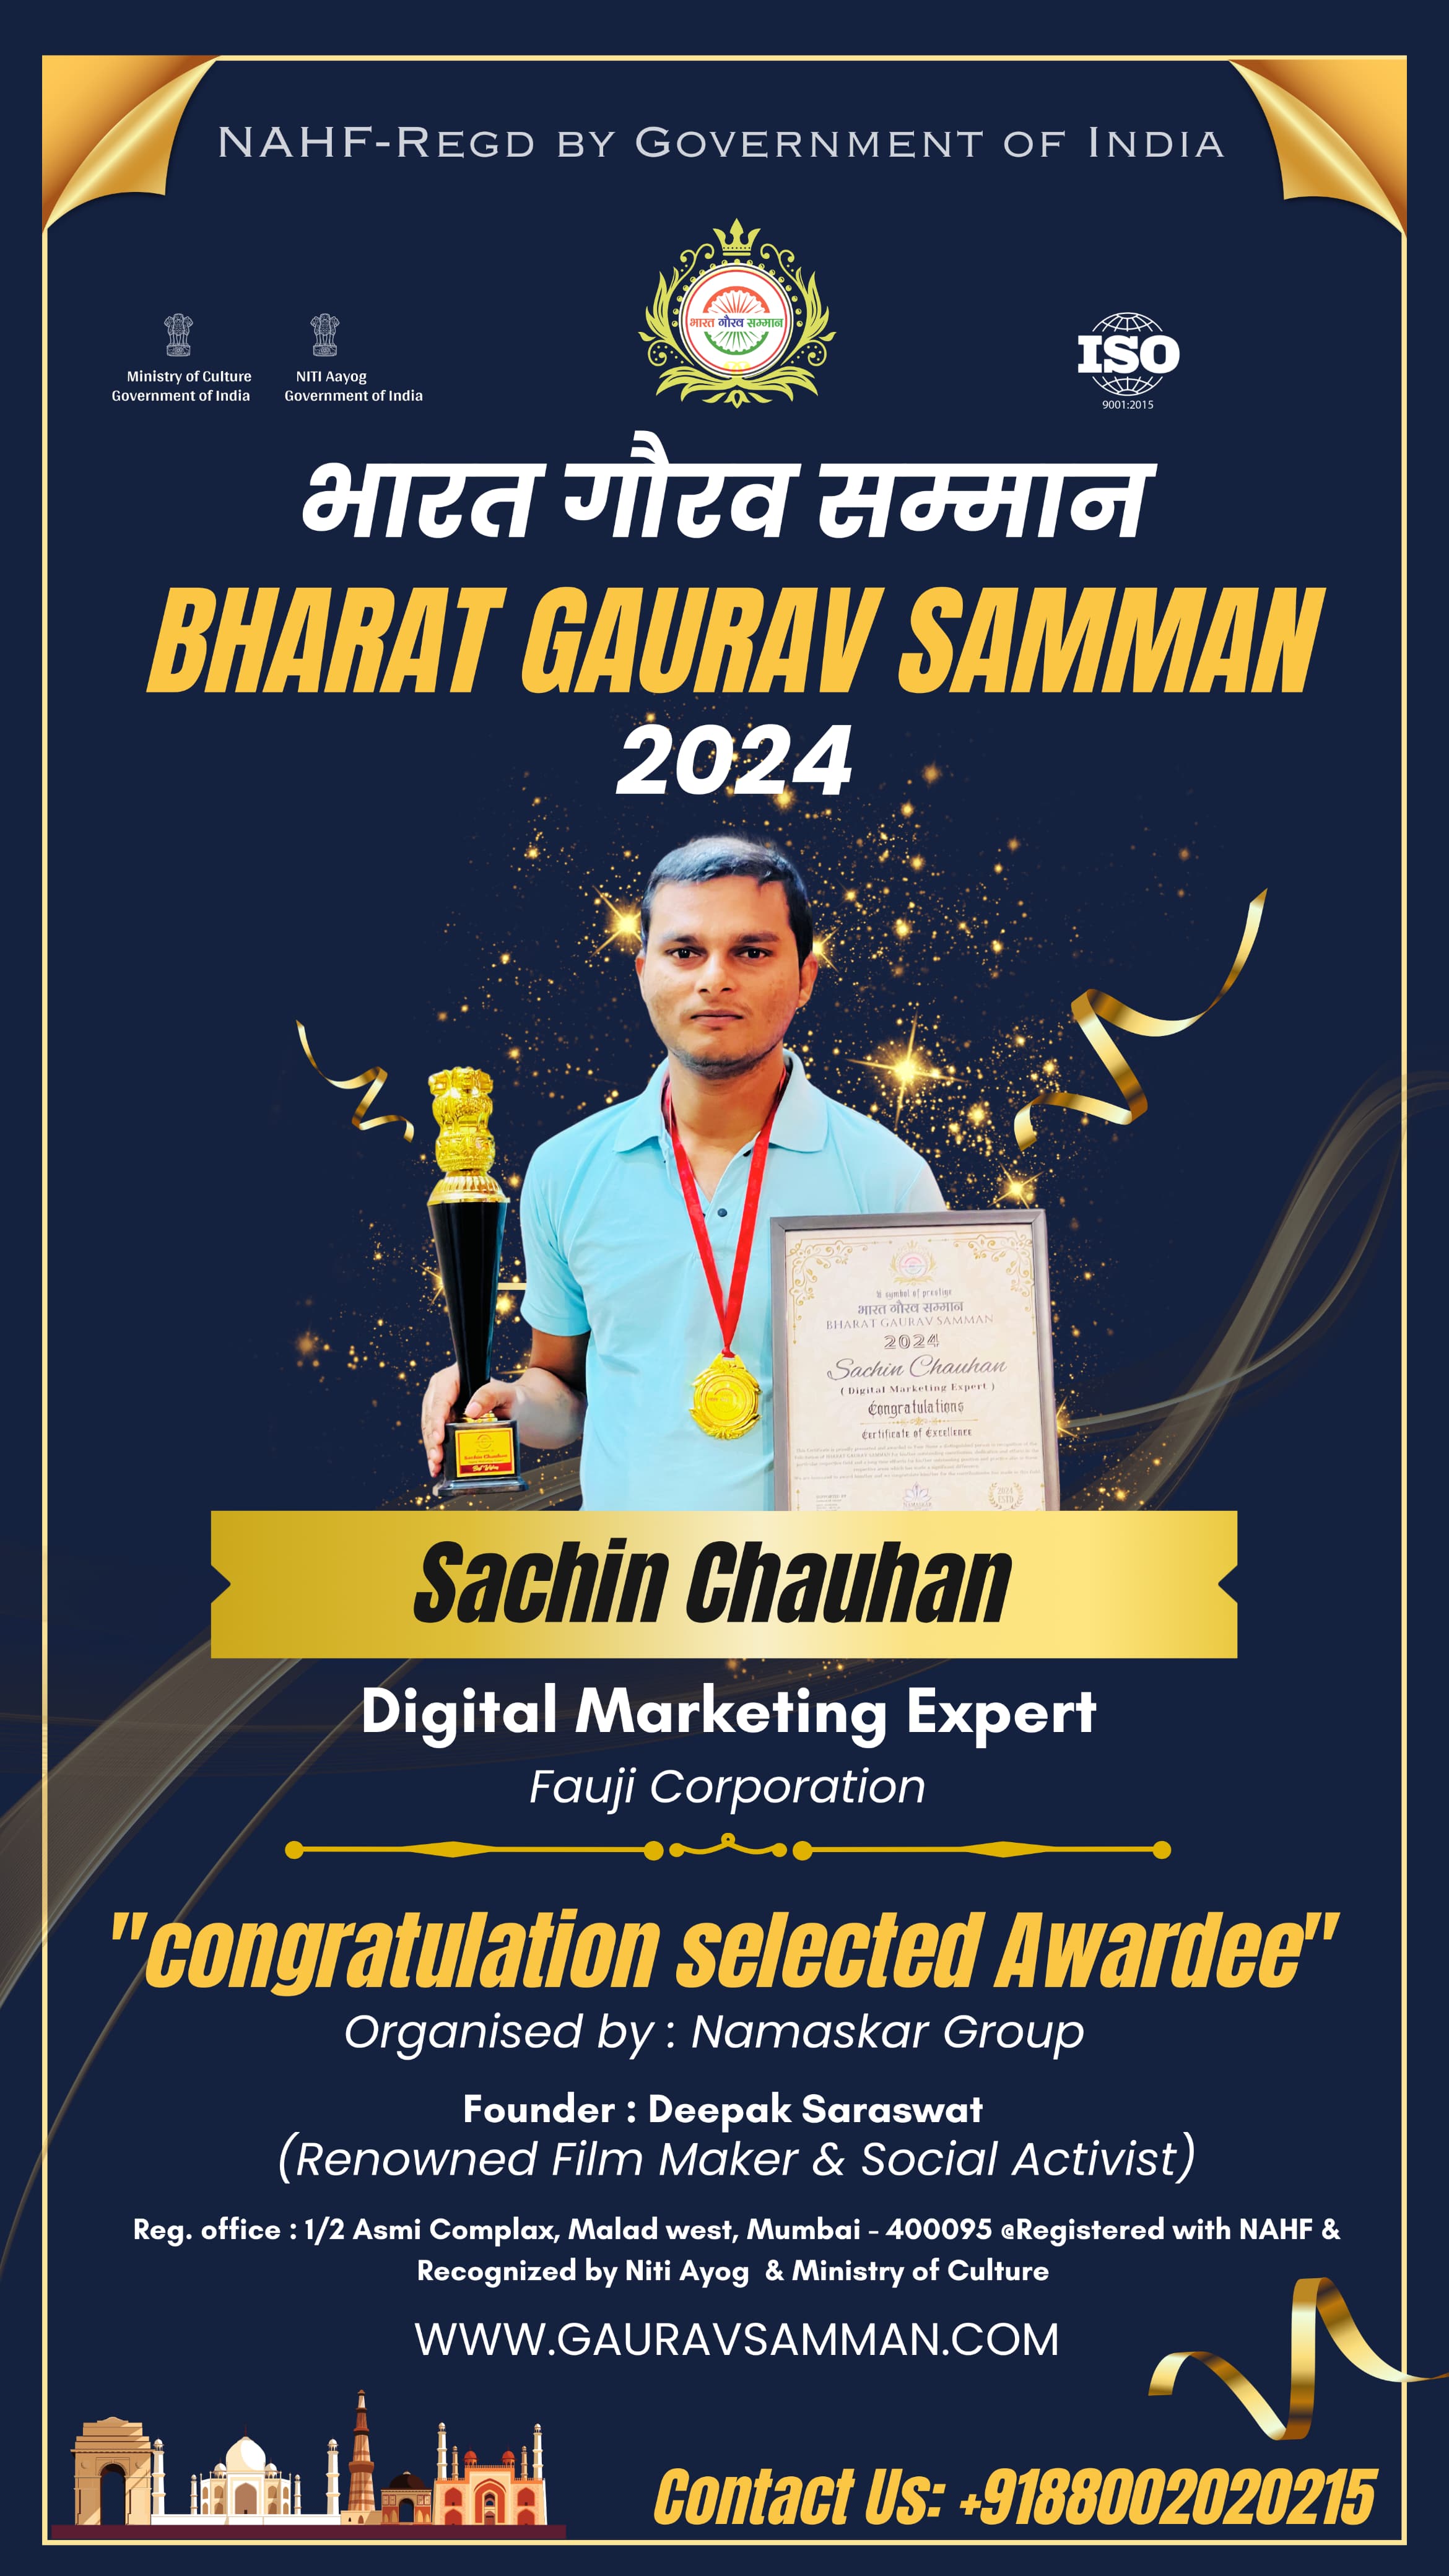 NAHF-Regd by Government of India
भारत गौरव सम्मान
Ministry of Culture
Government of India
NITI Aayog
Government of India
ISO
9001:2015
भारत गौरव सम्मान
BHARAT GAURAV SAMMAN
2024
A symbol of prestige
भारत गौरव सम्मान
BHARAT GAURAV SAMMAN
2024
Sachin Chauhan
( Digital Marketing Expert )
Congratulations
Certificate of Excellence
Sachin Chauhan
Digital Marketing Expert
Fauji Corporation
"congratulation selected Awardee"
Organised by : Namaskar Group
Founder : Deepak Saraswat
(Renowned Film Maker & Social Activist)
Reg. office : 1/2 Asmi Complax, Malad west, Mumbai - 400095 @Registered with NAHF &
Recognized by Niti Ayog & Ministry of Culture
WWW.GAURAVSAMMAN.COM
Contact Us: +9188002020215